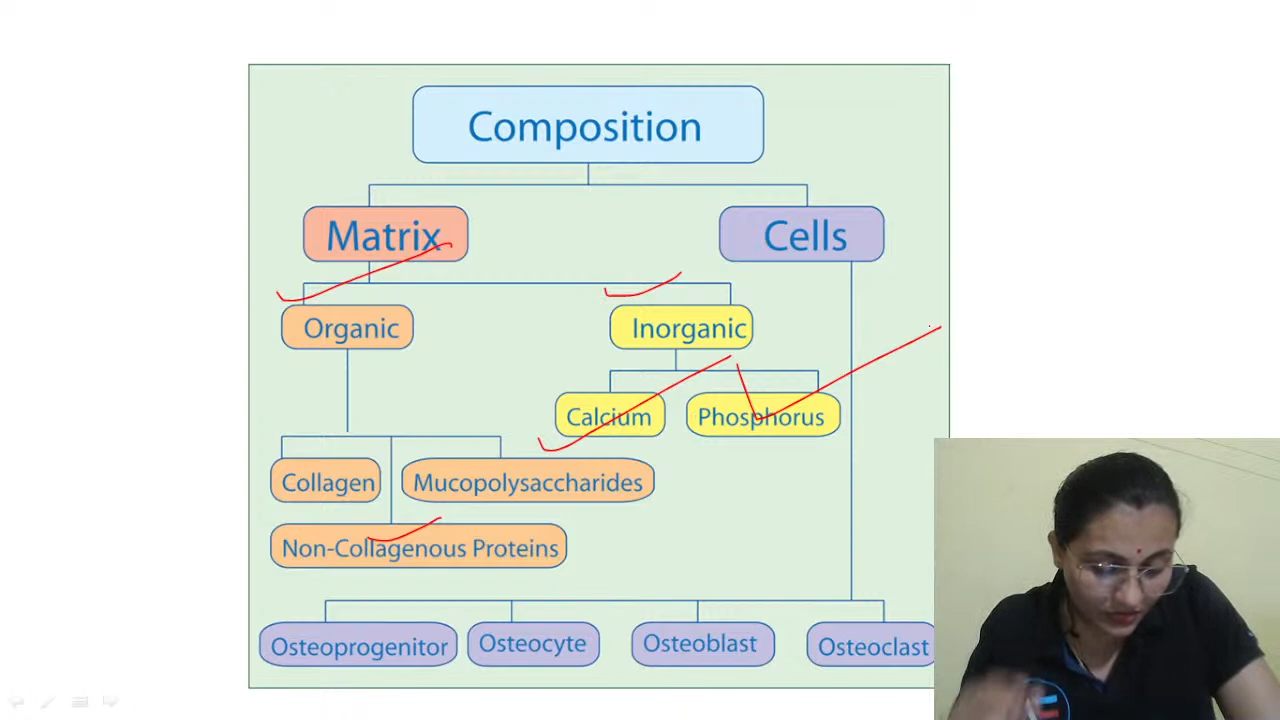 Composition
Matrix Cells
Organic Inorganic
Calcium Phosphorus
Collagen Mucopolysaccharides
Non-Collagenous Proteins
Osteoprogenitor Osteocyte Osteoblast Osteoclast